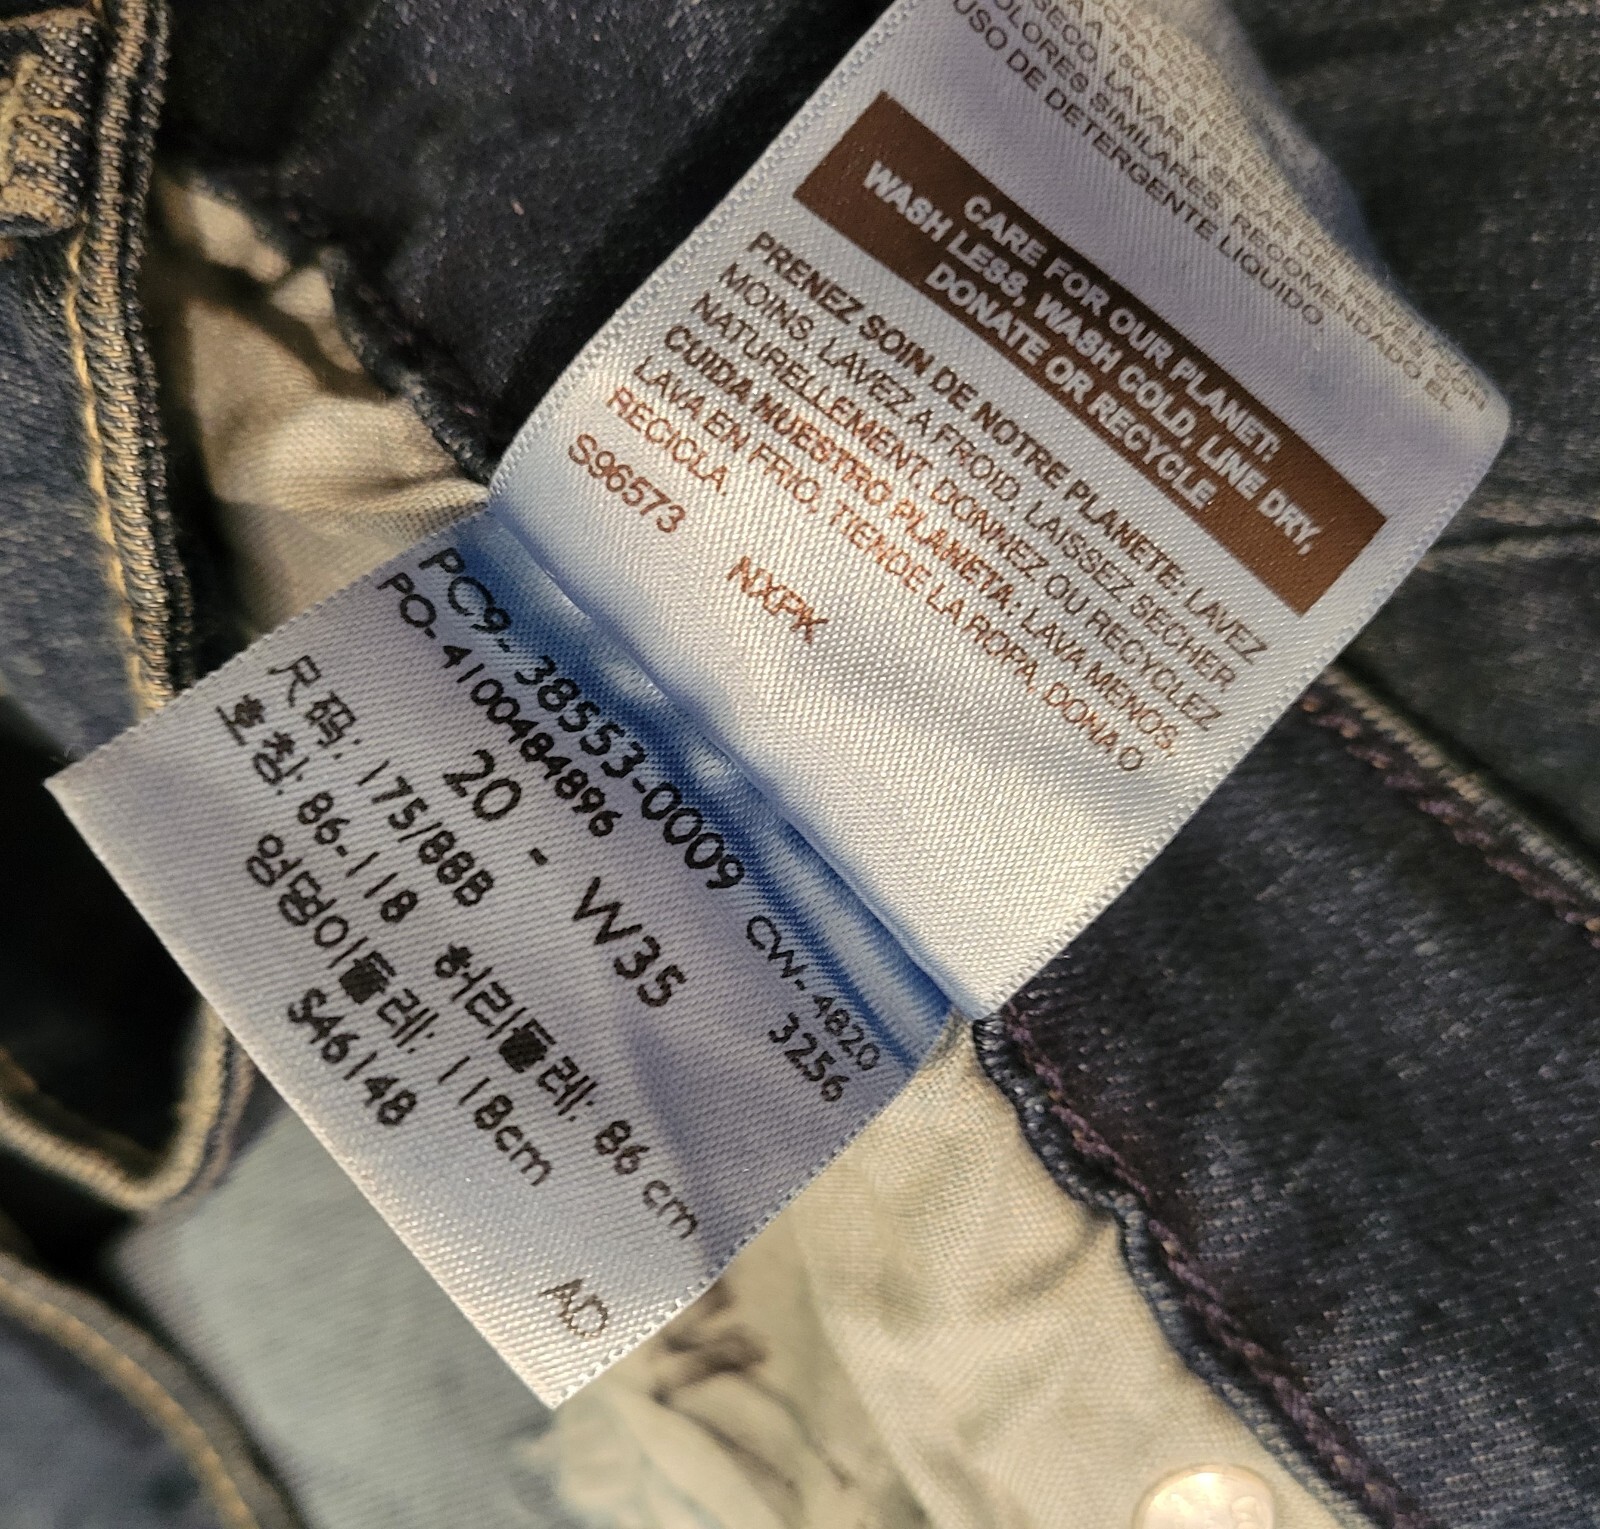 USO DE DETERGENTE LIQUIDO.
CARE FOR OUR PLANET:
WASH LESS, WASH COLD, LINE DRY,
DONATE OR RECYCLE
PRENEZ SOIN DE NOTRE PLANETE: LAVEZ
MOINS, LAVEZ A FROID, LAISSEZ SECHER
NATURELLEMENT, DONNEZ OU RECYCLEZ
CUIDA NUESTRO PLANETA: LAVA MENOS,
LAVA EN FRIO, TIENDE LA ROPA, DONA O
RECICLA.
S96573 NXPK
PC9-38553-0009 CW-4820
PO-4100484896 3256
20 - W35
尺码: 175/88B
호칭: 86-118 허리둘레: 86 cm
엉덩이둘레: 118cm
S46148 AD